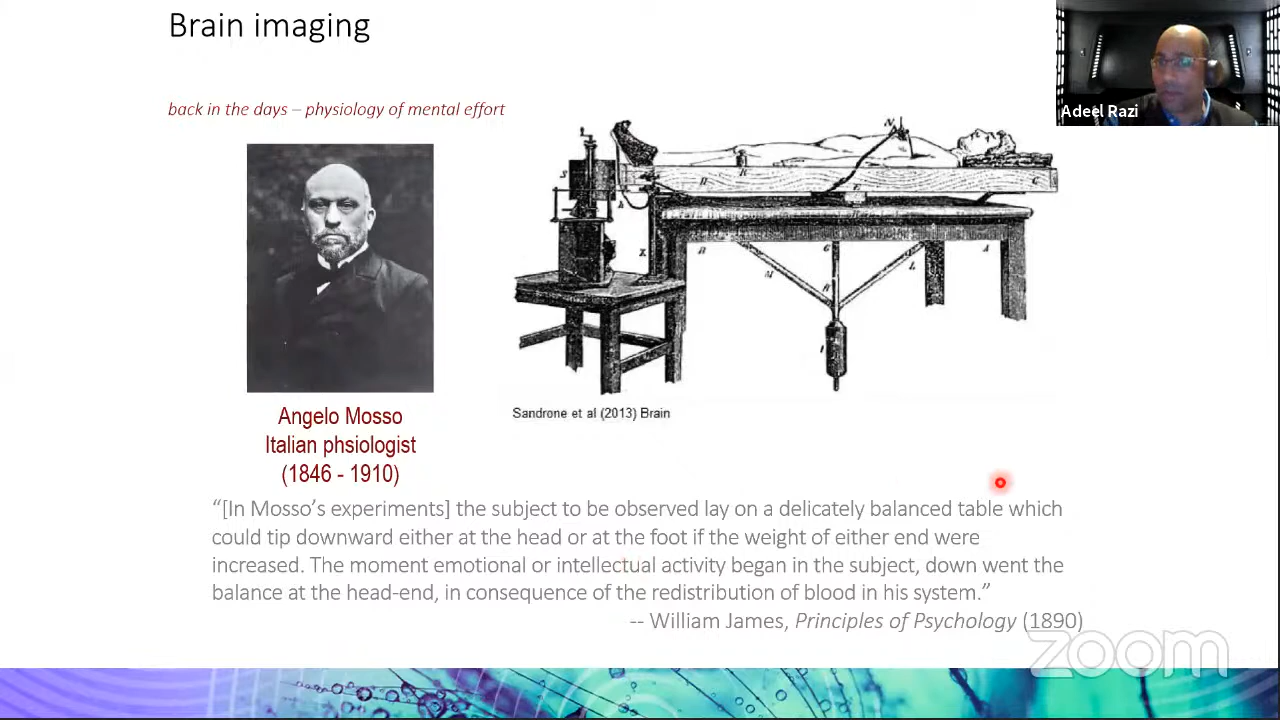 Brain imaging
Adeel Razi
back in the days – physiology of mental effort
N
S
R
B
E
C
A
X
B
G
A
M
H
L
I
Angelo Mosso
Italian phsiologist
(1846 - 1910)
Sandrone et al (2013) Brain
“[In Mosso’s experiments] the subject to be observed lay on a delicately balanced table which
could tip downward either at the head or at the foot if the weight of either end were
increased. The moment emotional or intellectual activity began in the subject, down went the
balance at the head-end, in consequence of the redistribution of blood in his system.”
-- William James, Principles of Psychology (1890)
zoom